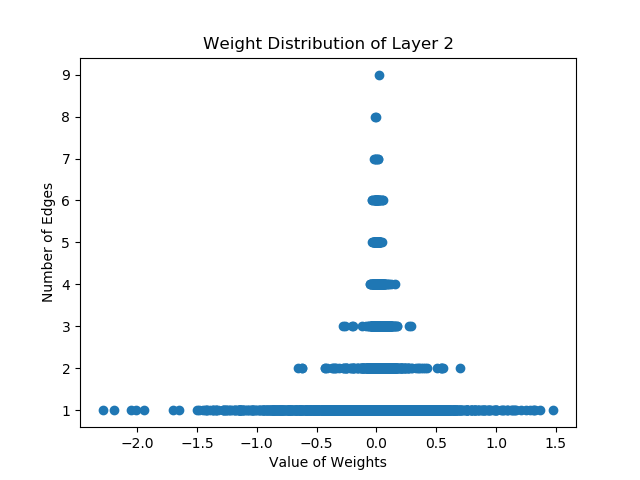 Weight Distribution of Layer 2
Number of Edges
9
8
7
6
5
4
3
2
1
−2.0 −1.5 −1.0 −0.5 0.0 0.5 1.0 1.5
Value of Weights